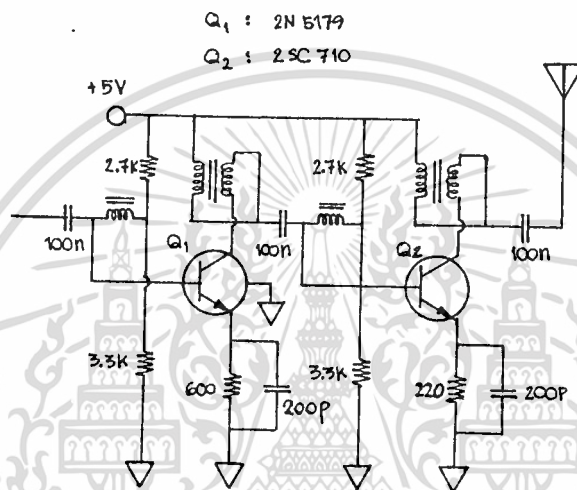 Q1 : 2N 5179
Q2 : 2SC 710
+5V
2.7K
2.7K
100n
Q1
100n
Q2
100n
3.3K
600
200P
3.3K
220
200P